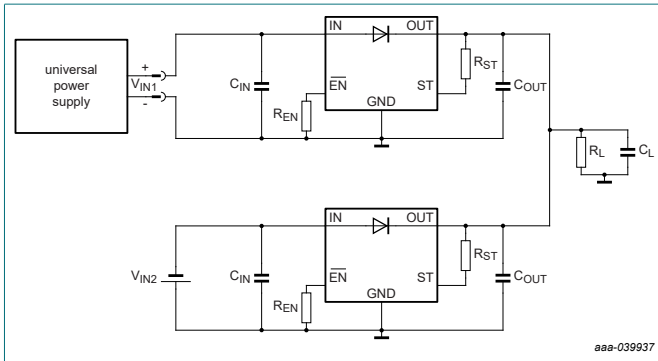 IN
OUT
universal
power
supply
+
V_IN1
-
C_IN
EN
ST
R_EN
GND
R_ST
C_OUT
R_L
C_L
IN
OUT
V_IN2
C_IN
EN
ST
R_EN
GND
R_ST
C_OUT
aaa-039937